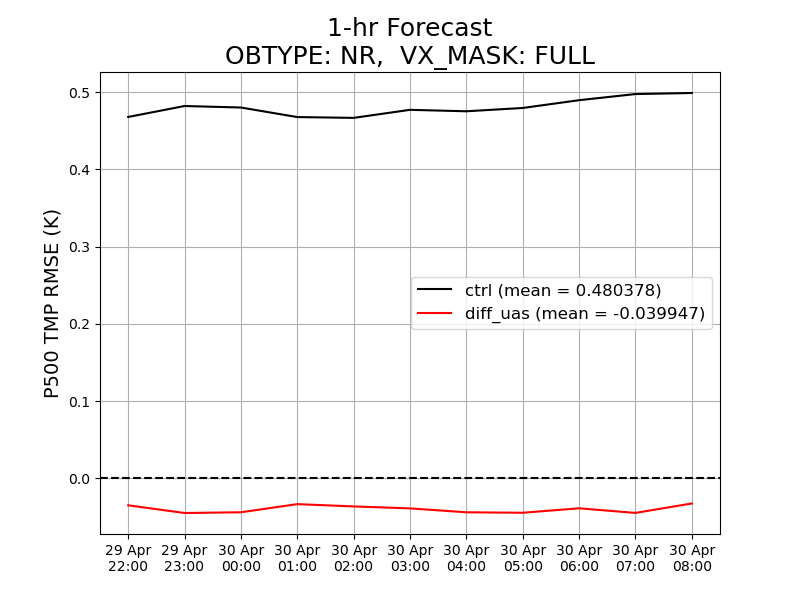 1-hr Forecast
OBTYPE: NR,  VX_MASK: FULL
P500 TMP RMSE (K)
0.5
0.4
0.3
0.2
0.1
0.0
ctrl (mean = 0.480378)
diff_uas (mean = -0.039947)
29 Apr 29 Apr 30 Apr 30 Apr 30 Apr 30 Apr 30 Apr 30 Apr 30 Apr 30 Apr 30 Apr
22:00 23:00 00:00 01:00 02:00 03:00 04:00 05:00 06:00 07:00 08:00